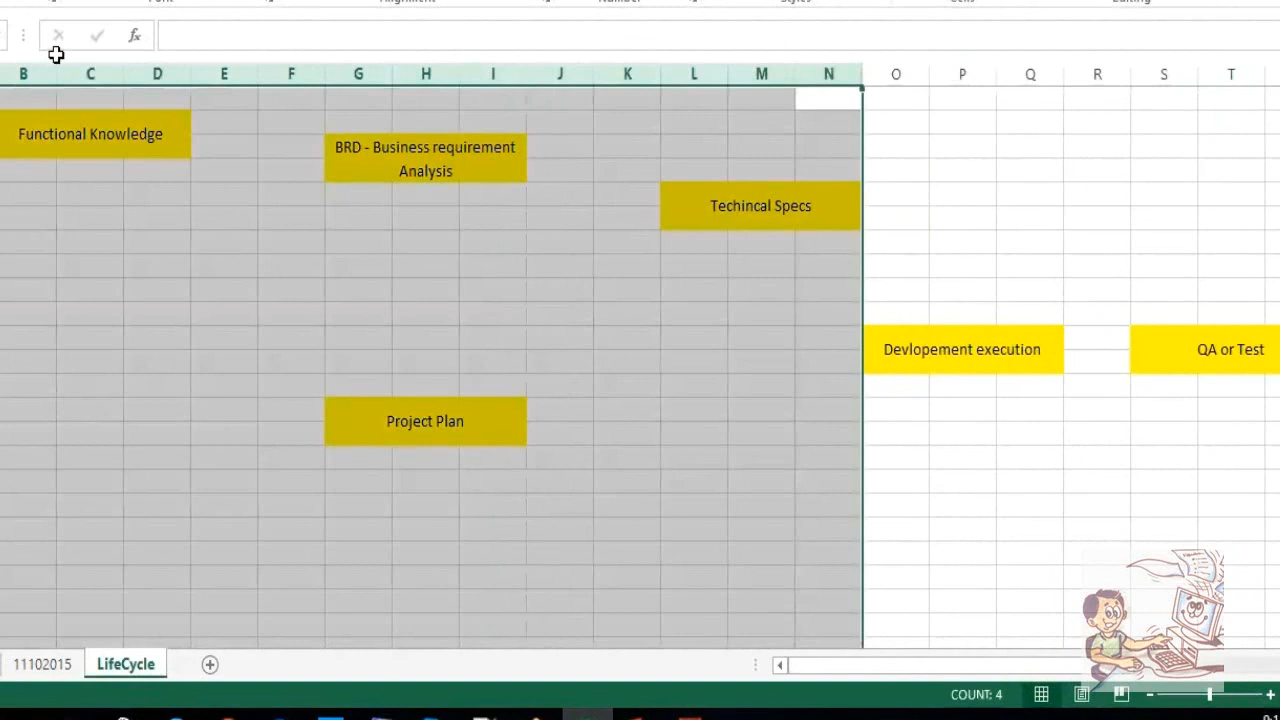 fx
B C D E F G H I J K L M N O P Q R S T
Functional Knowledge
BRD - Business requirement
Analysis
Techincal Specs
Devlopement execution
QA or Test
Project Plan
11102015
LifeCycle
COUNT: 4